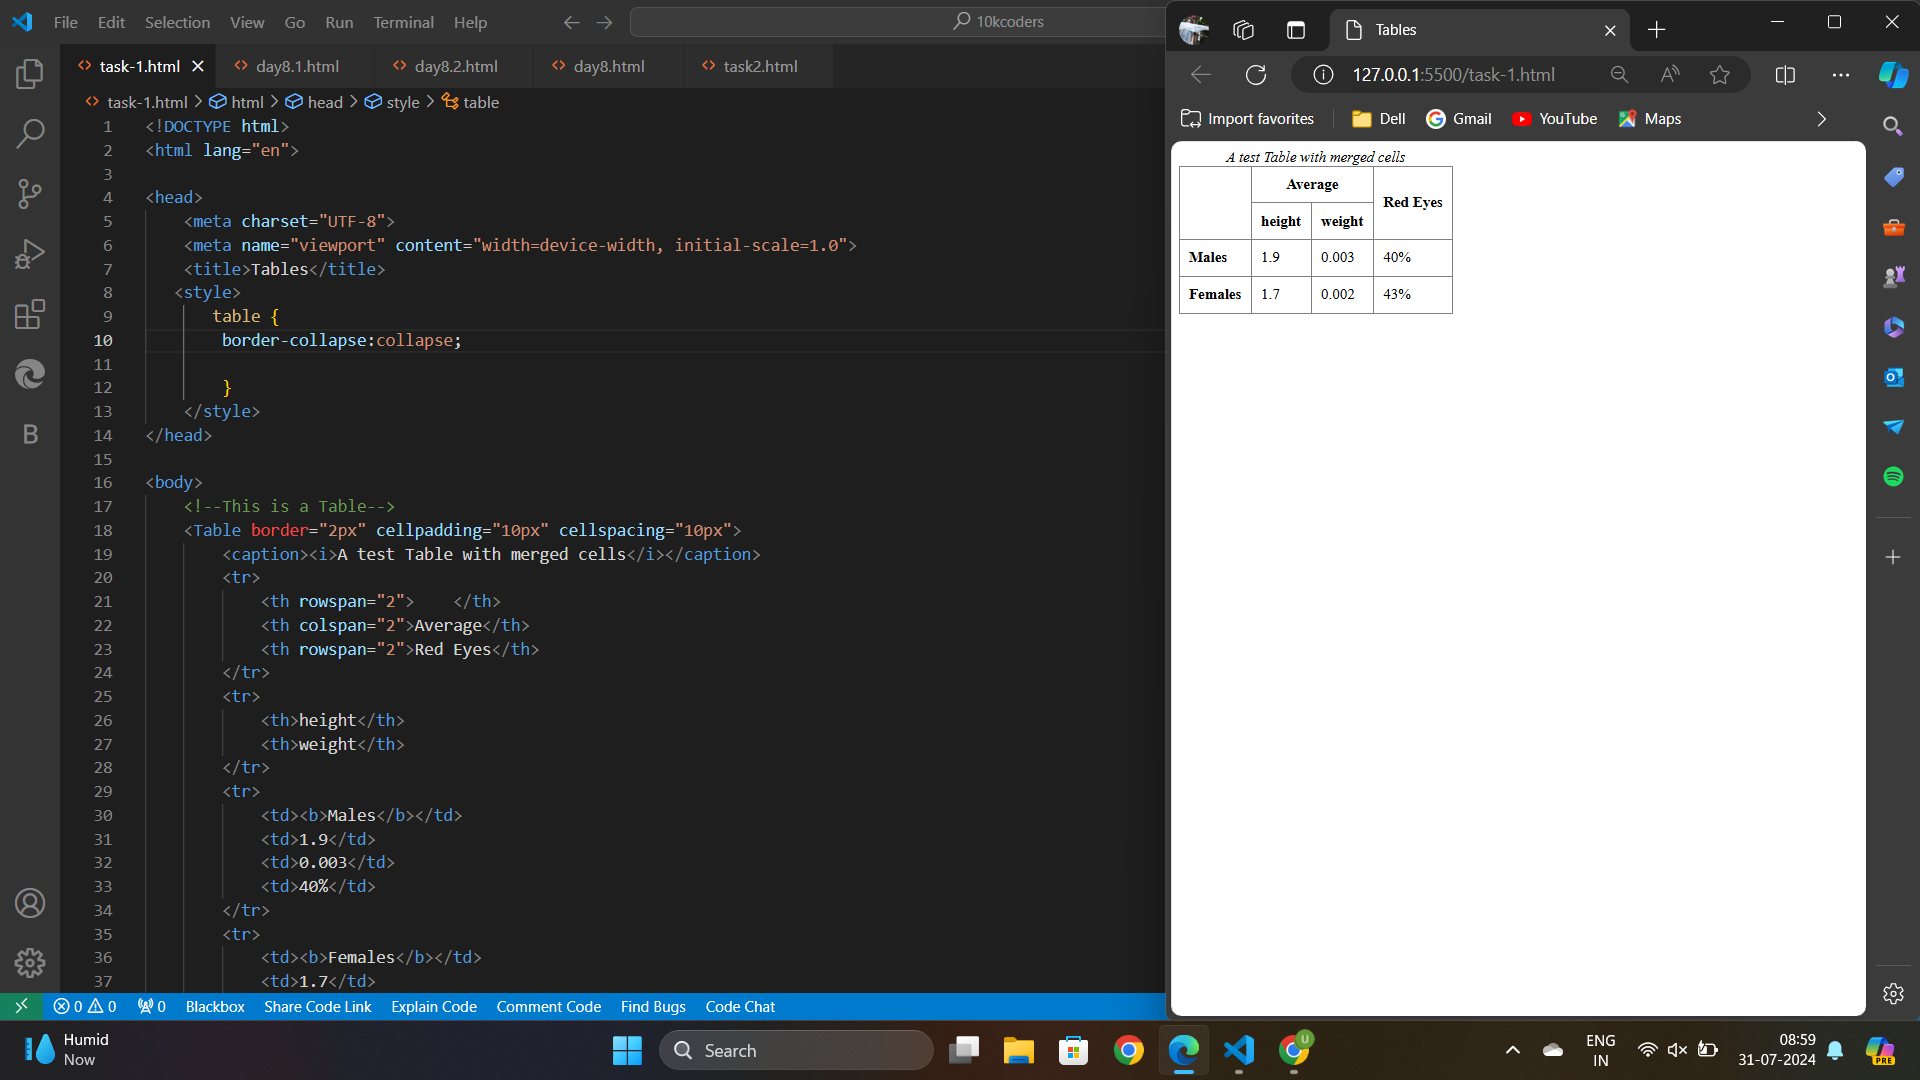 File Edit Selection View Go Run Terminal Help
10kcoders
task-1.html day8.1.html day8.2.html day8.html task2.html
task-1.html > html > head > style > table
1 <!DOCTYPE html>
2 <html lang="en">
3
4 <head>
5 <meta charset="UTF-8">
6 <meta name="viewport" content="width=device-width, initial-scale=1.0">
7 <title>Tables</title>
8 <style>
9 table {
10 border-collapse:collapse;
11
12 }
13 </style>
14 </head>
15
16 <body>
17 <!--This is a Table-->
18 <Table border="2px" cellpadding="10px" cellspacing="10px">
19 <caption><i>A test Table with merged cells</i></caption>
20 <tr>
21 <th rowspan="2">    </th>
22 <th colspan="2">Average</th>
23 <th rowspan="2">Red Eyes</th>
24 </tr>
25 <tr>
26 <th>height</th>
27 <th>weight</th>
28 </tr>
29 <tr>
30 <td><b>Males</b></td>
31 <td>1.9</td>
32 <td>0.003</td>
33 <td>40%</td>
34 </tr>
35 <tr>
36 <td><b>Females</b></td>
37 <td>1.7</td>
B
0 0 0 Blackbox Share Code Link Explain Code Comment Code Find Bugs Code Chat
Tables
127.0.0.1:5500/task-1.html
Import favorites Dell Gmail YouTube Maps
A test Table with merged cells
Average Red Eyes
height weight
Males 1.9 0.003 40%
Females 1.7 0.002 43%
Humid
Now
Search
U
ENG
IN
08:59
31-07-2024
PRE